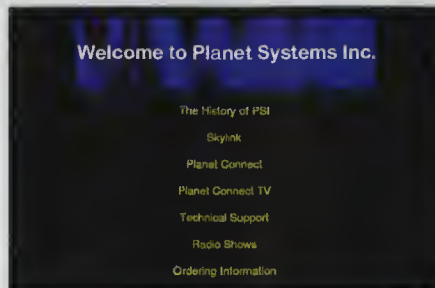 Welcome to Planet Systems Inc.
The History of PSI
Skylink
Planet Connect
Planet Connect TV
Technical Support
Radio Shows
Ordering Information